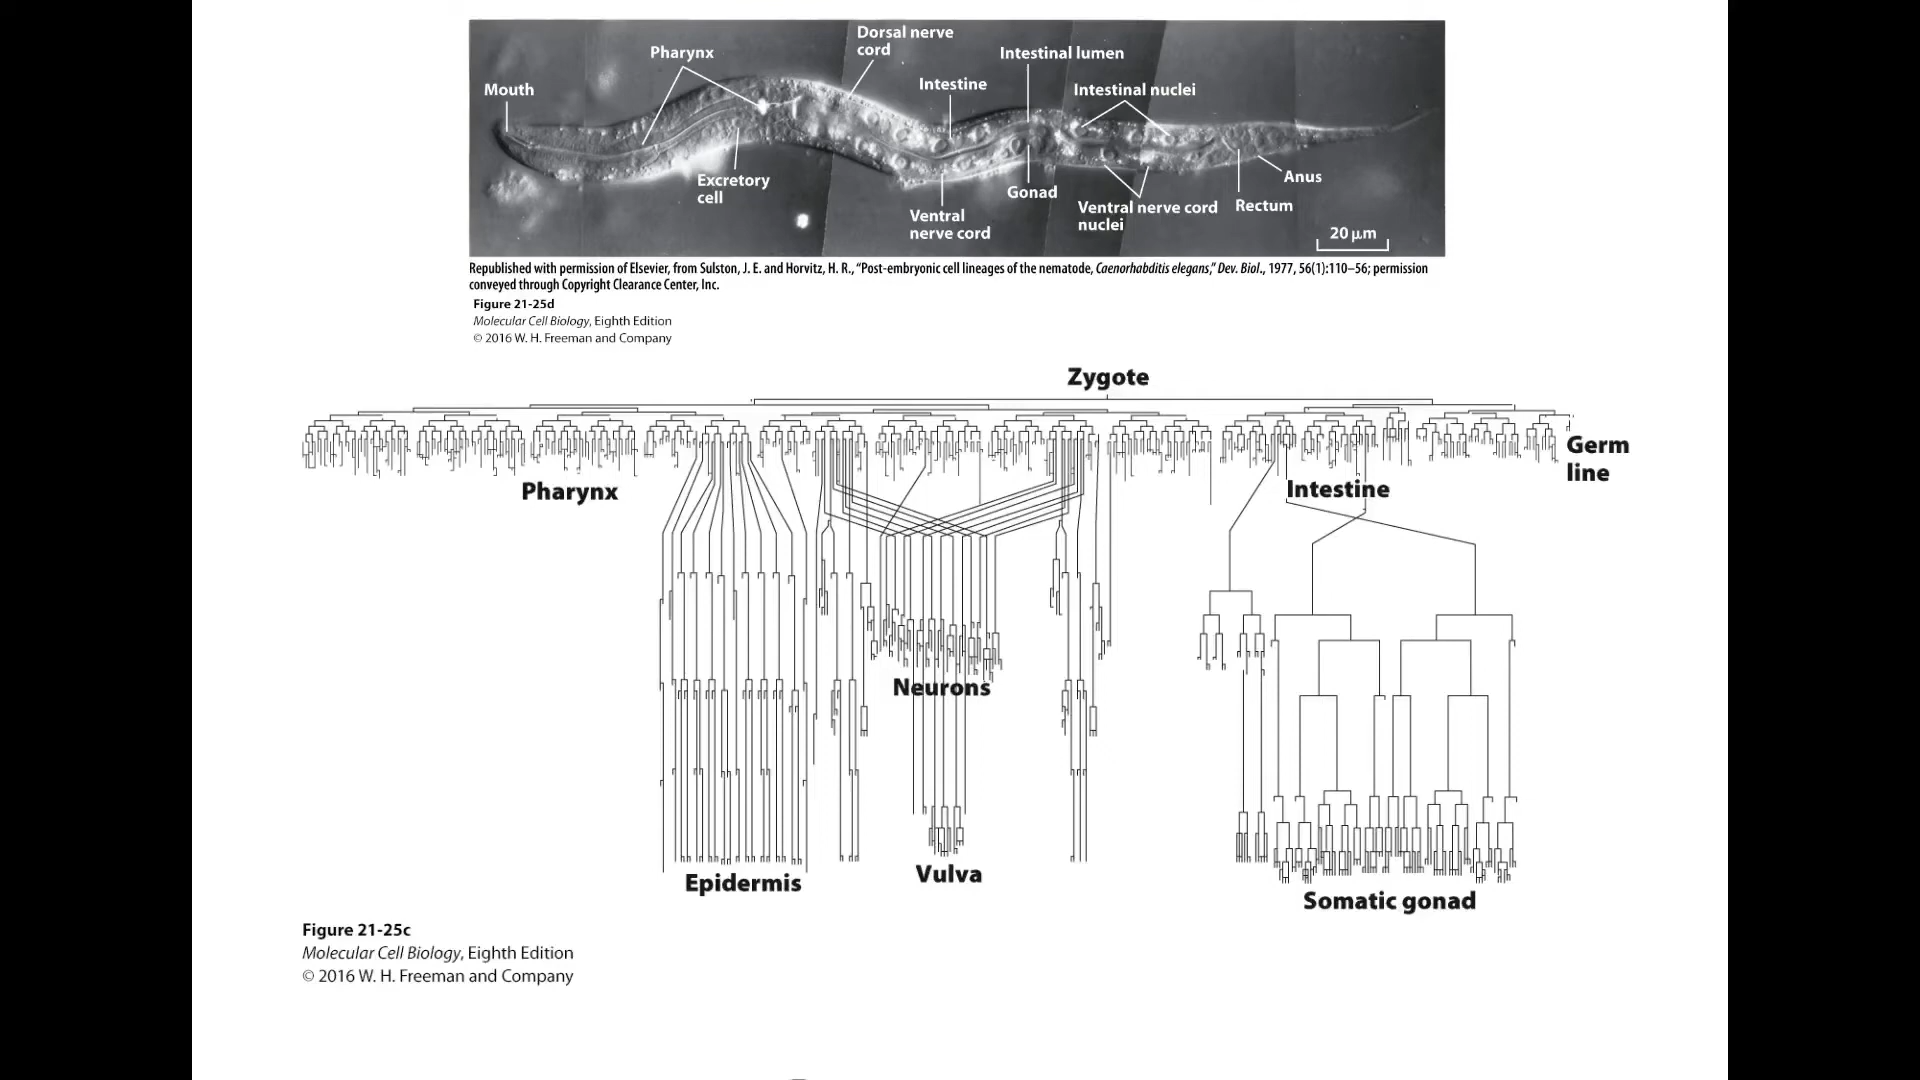 Dorsal nerve
cord
Pharynx
Intestinal lumen
Mouth
Intestine
Intestinal nuclei
Excretory
cell
Gonad
Anus
Ventral
nerve cord
Ventral nerve cord
nuclei
Rectum
20 µm
Republished with permission of Elsevier, from Sulston, J. E. and Horvitz, H. R., “Post-embryonic cell lineages of the nematode, Caenorhabditis elegans,” Dev. Biol., 1977, 56(1):110–56; permission
conveyed through Copyright Clearance Center, Inc.
Figure 21-25d
Molecular Cell Biology, Eighth Edition
© 2016 W. H. Freeman and Company
Zygote
Germ
line
Pharynx
Intestine
Neurons
Vulva
Epidermis
Somatic gonad
Figure 21-25c
Molecular Cell Biology, Eighth Edition
© 2016 W. H. Freeman and Company